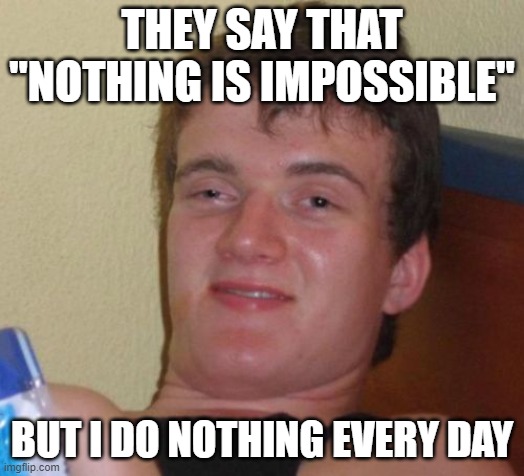 THEY SAY THAT
"NOTHING IS IMPOSSIBLE"
BUT I DO NOTHING EVERY DAY
imgflip.com